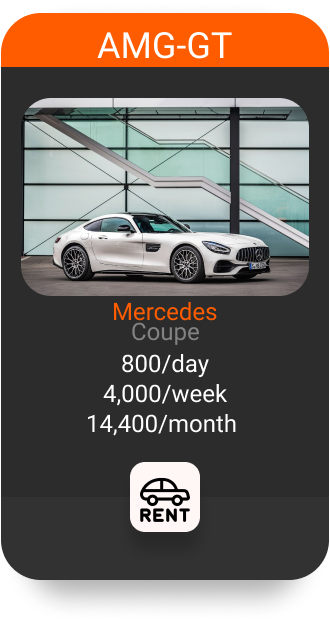 AMG-GT
Mercedes
Coupe
800/day
4,000/week
14,400/month
RENT